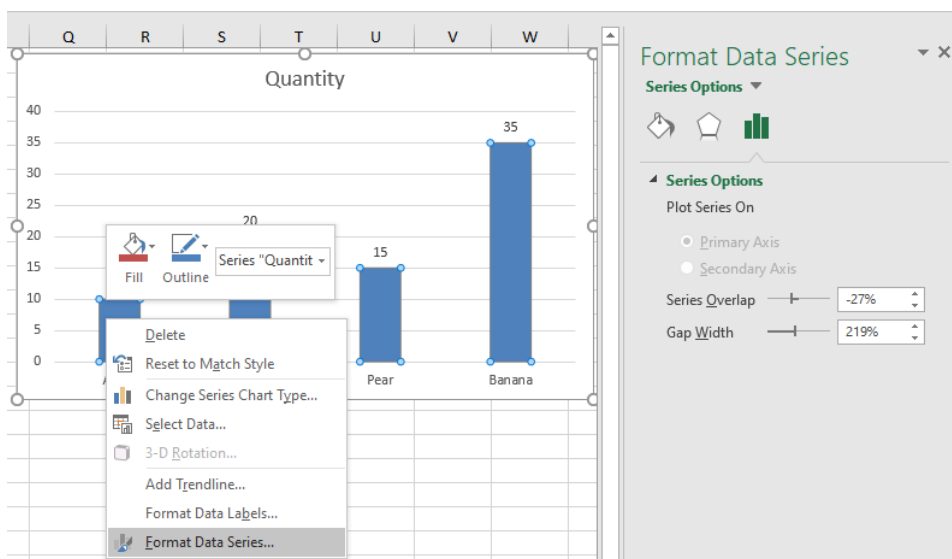 Q R S T U V W
Quantity
40
35
35
30
25
20
20
15
15
10
5
0
Pear Banana
Fill Outline Series "Quantit
Delete
Reset to Match Style
Change Series Chart Type...
Select Data...
3-D Rotation...
Add Trendline...
Format Data Labels...
Format Data Series...
Format Data Series
Series Options
Series Options
Plot Series On
Primary Axis
Secondary Axis
Series Overlap -27%
Gap Width 219%